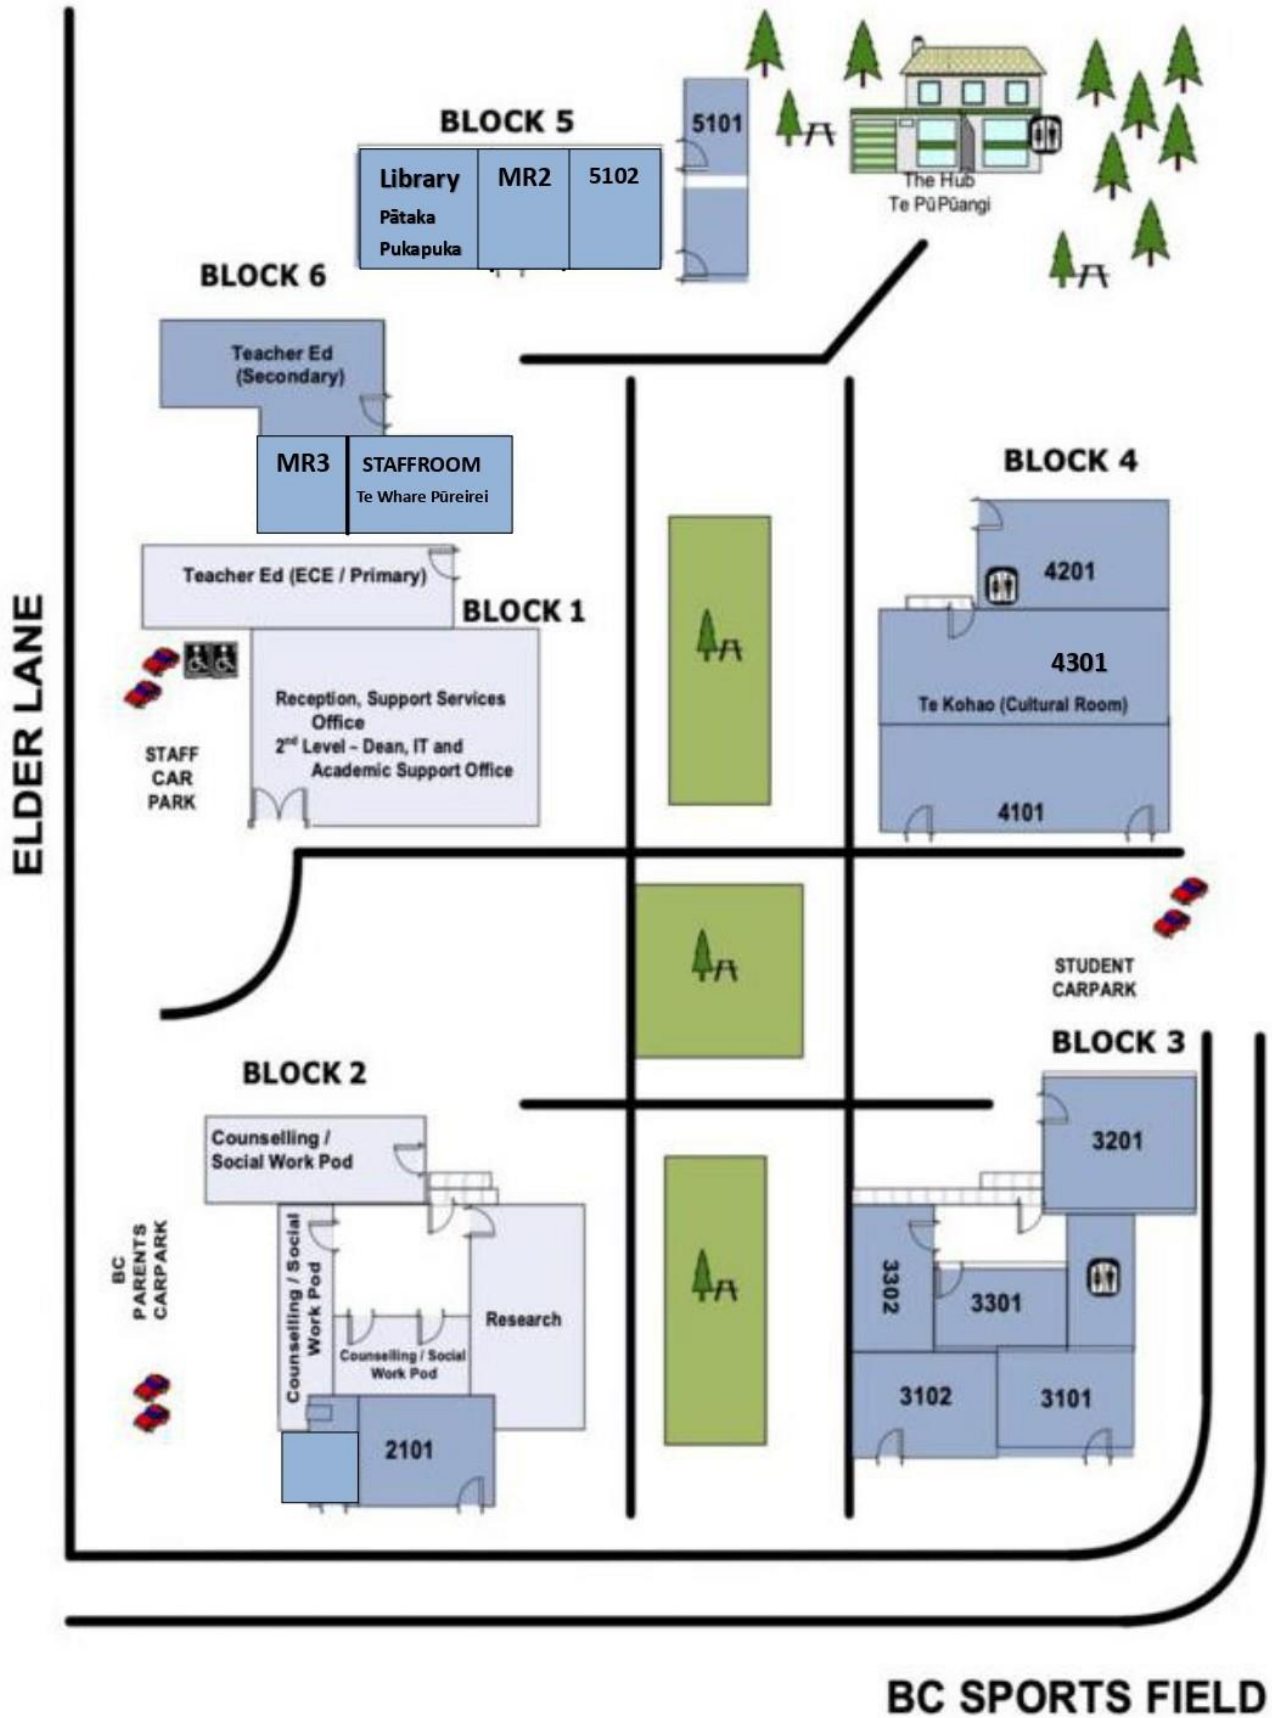 BLOCK 5
5101
Library
Pātaka
Pukapuka
MR2
5102
The Hub
Te Pū Pūangi
BLOCK 6
Teacher Ed
(Secondary)
MR3
STAFFROOM
Te Whare Pūreirei
BLOCK 4
4201
4301
Te Kohao (Cultural Room)
4101
Teacher Ed (ECE / Primary)
BLOCK 1
Reception, Support Services
Office
2nd Level – Dean, IT and
Academic Support Office
STAFF
CAR
PARK
ELDER LANE
STUDENT
CARPARK
BLOCK 3
3201
3302
3301
3102
3101
BLOCK 2
Counselling /
Social Work Pod
Counselling / Social
Work Pod
Counselling / Social
Work Pod
Research
2101
BC
PARENTS
CARPARK
BC SPORTS FIELD